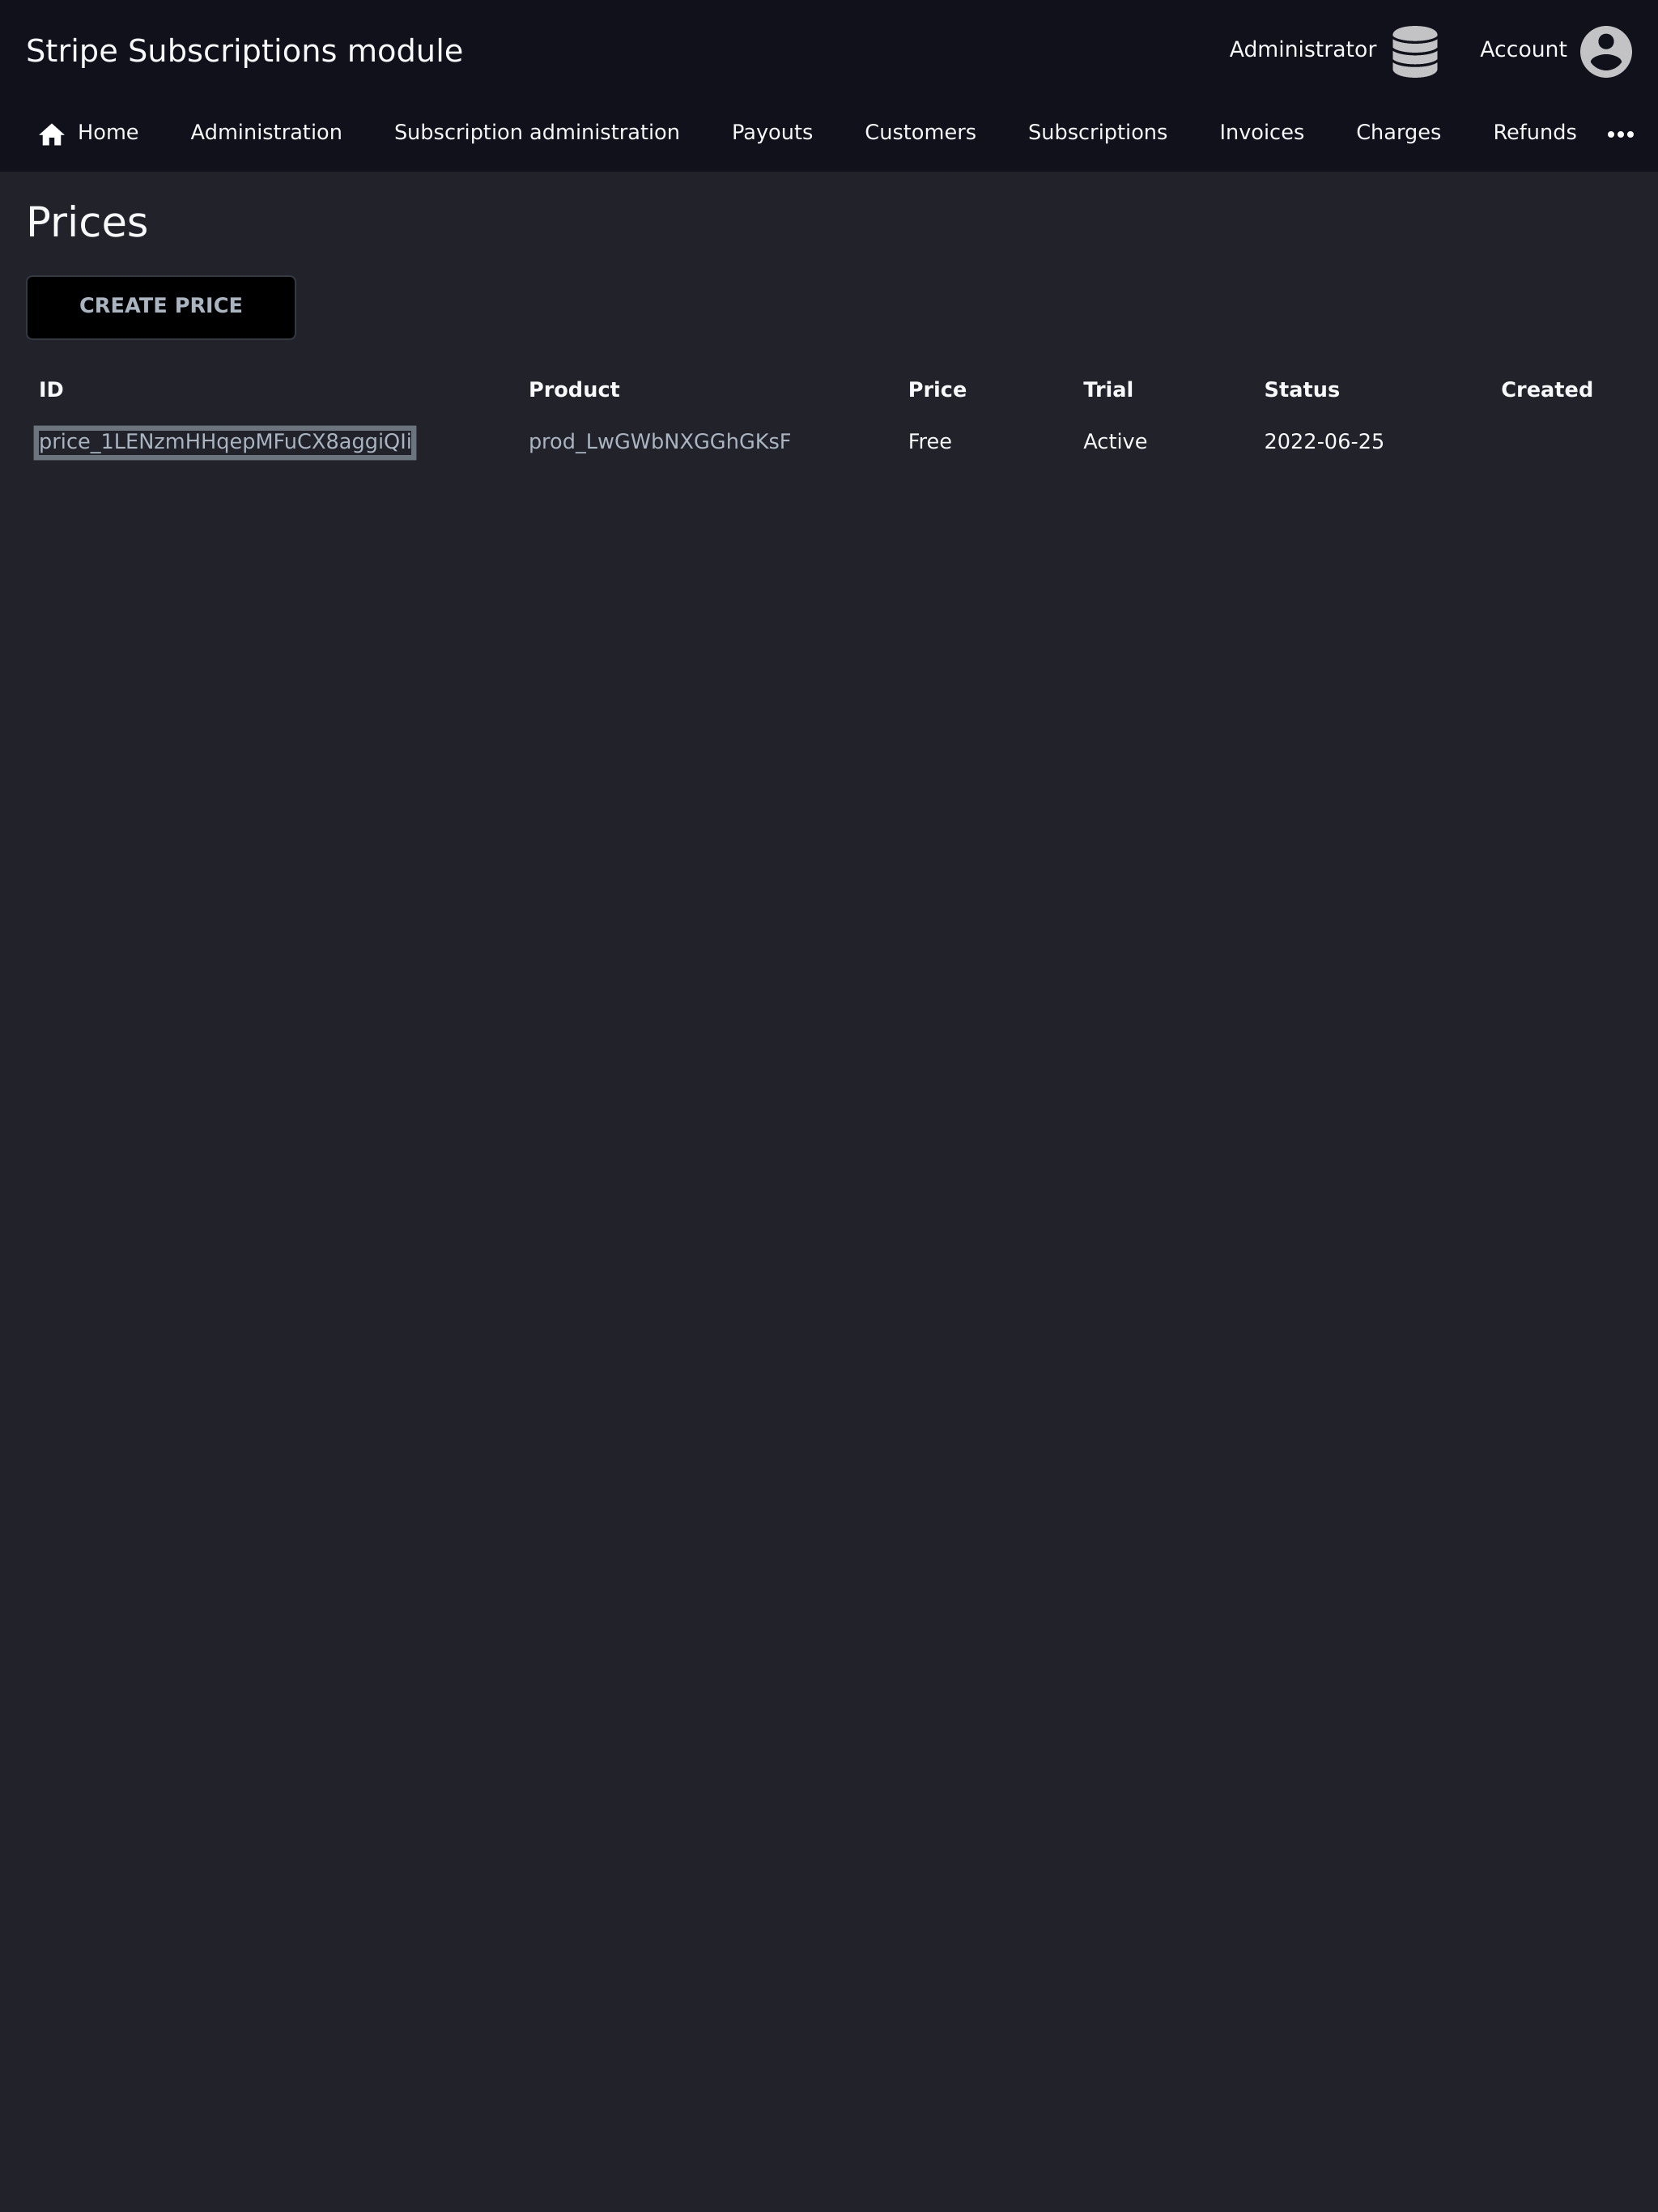 Stripe Subscriptions module
Administrator
Account
Home Administration Subscription administration Payouts Customers Subscriptions Invoices Charges Refunds
Prices
CREATE PRICE
ID Product Price Trial Status Created
price_1LENzmHHqepMFuCX8aggiQIi prod_LwGWbNXGGhGKsF Free Active 2022-06-25